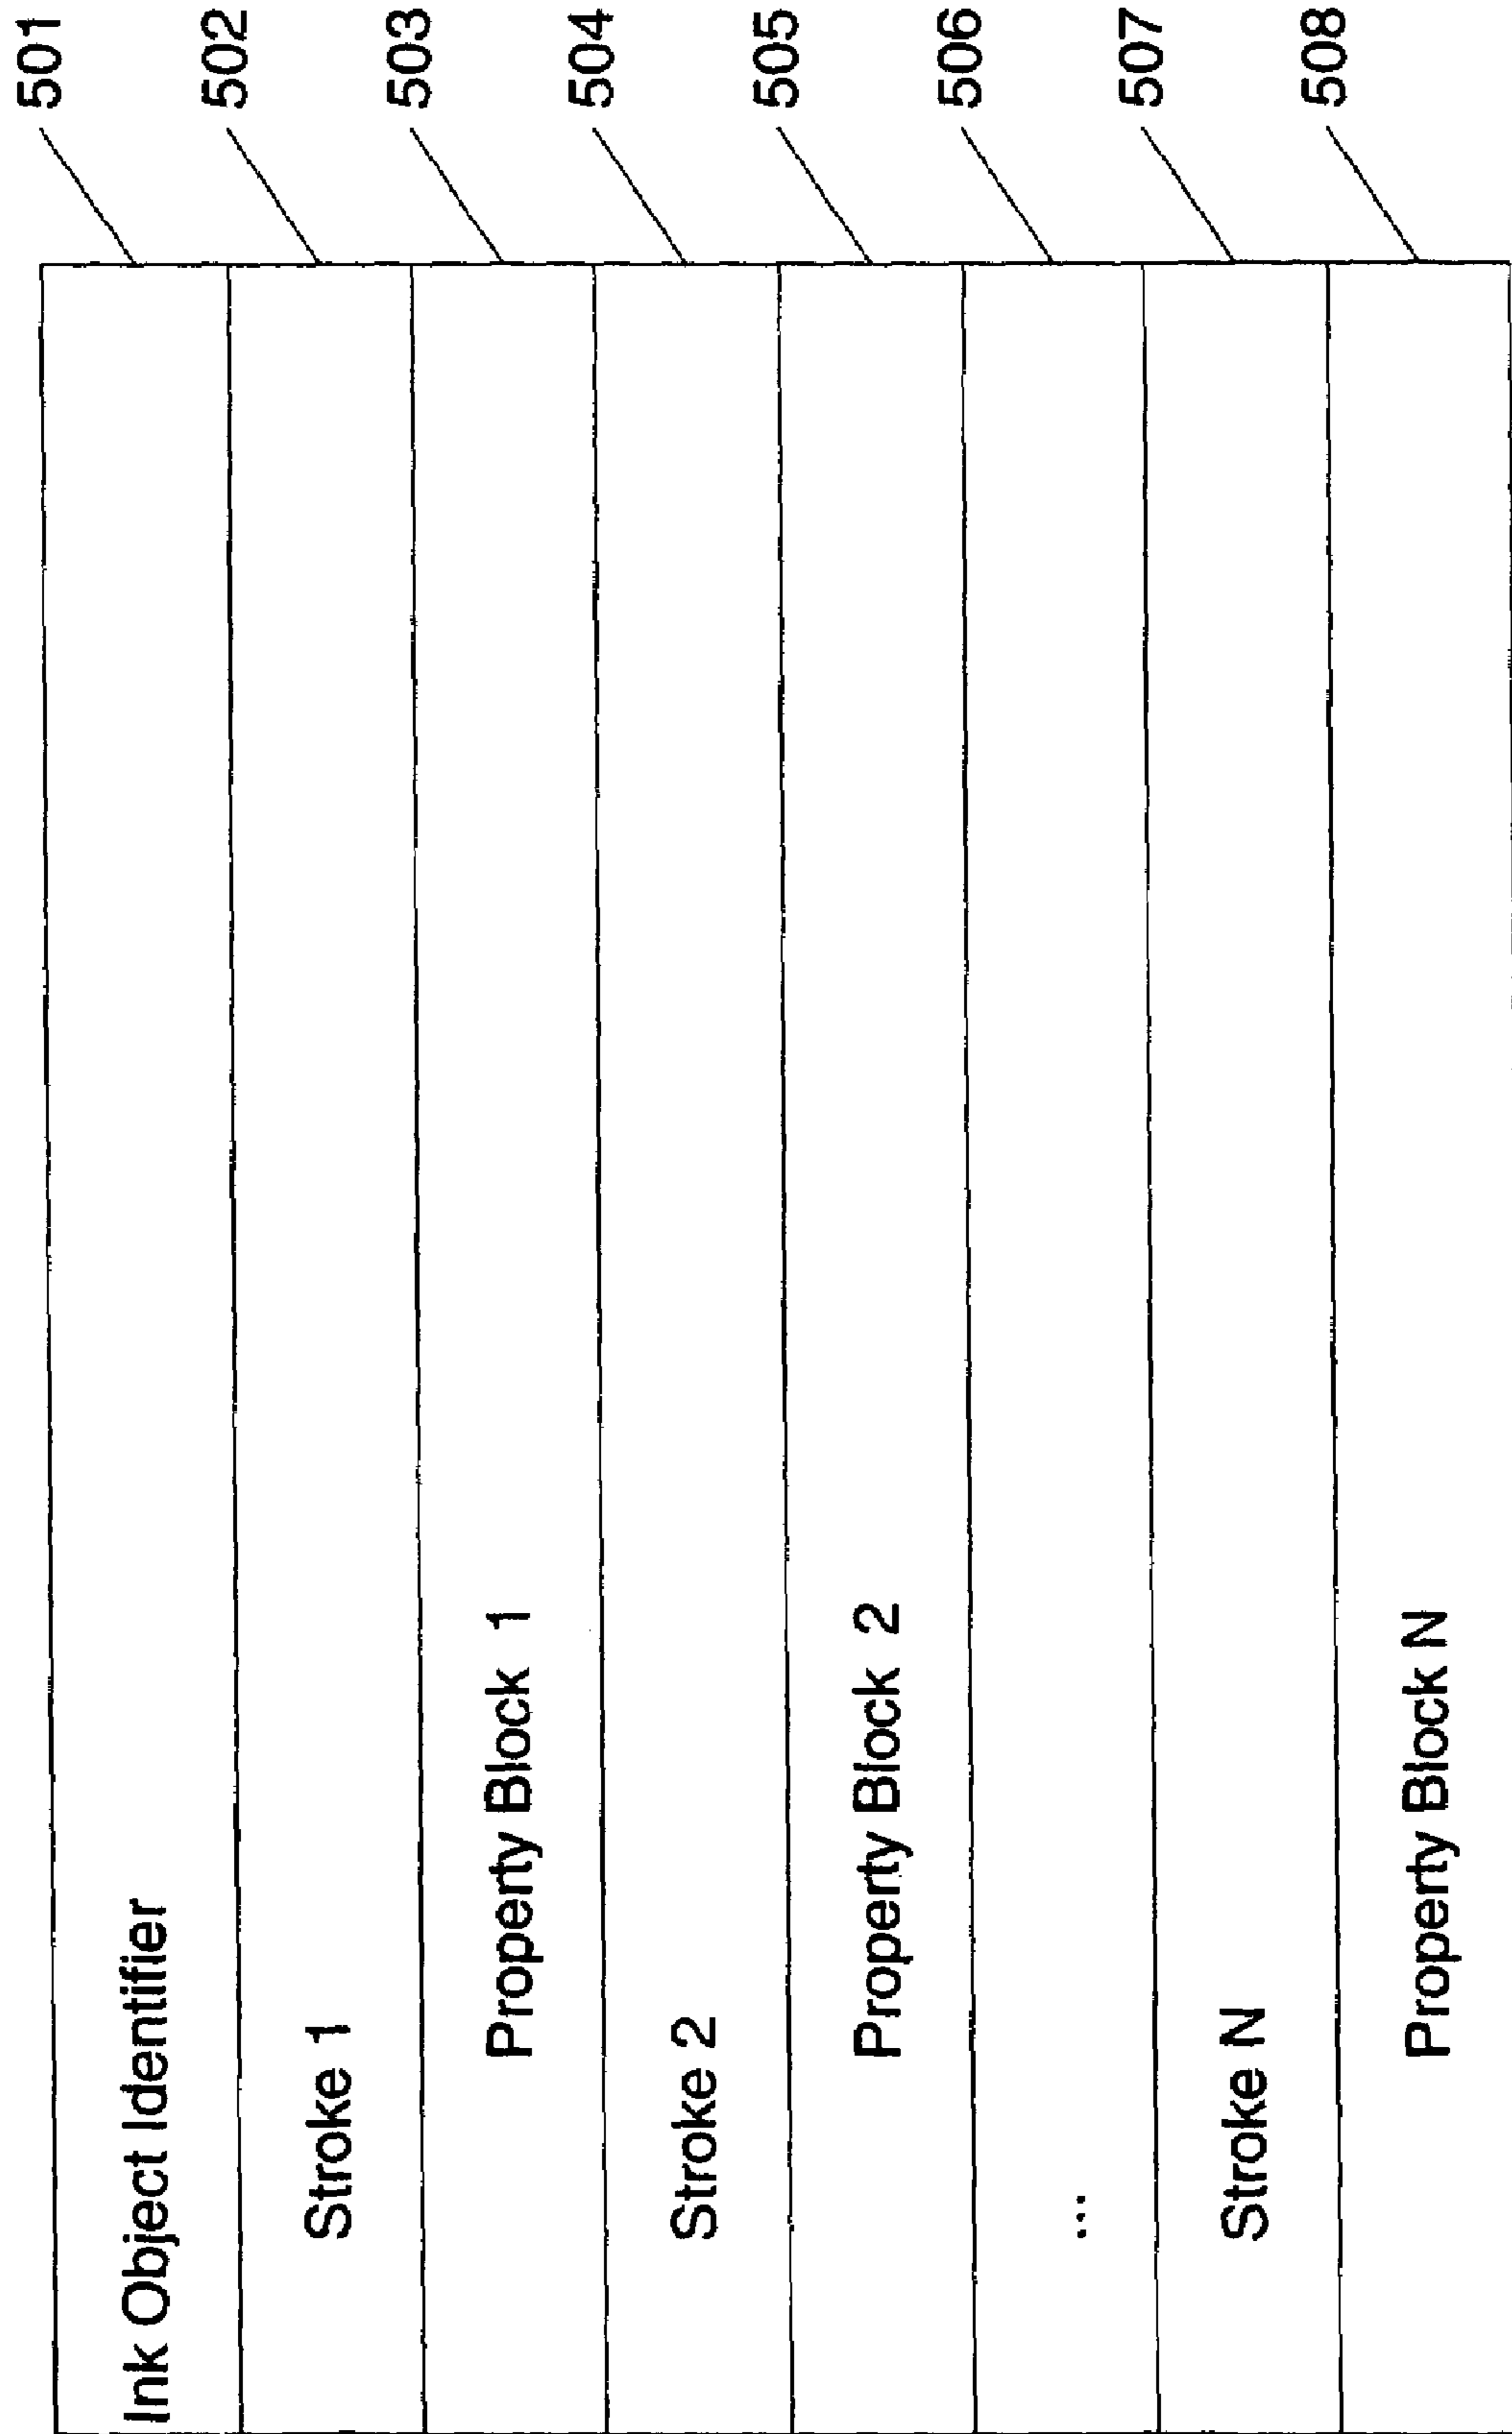 Ink Object Identifier 501
Stroke 1 502
Property Block 1 503
Stroke 2 504
Property Block 2 505
... 506
Stroke N 507
Property Block N 508